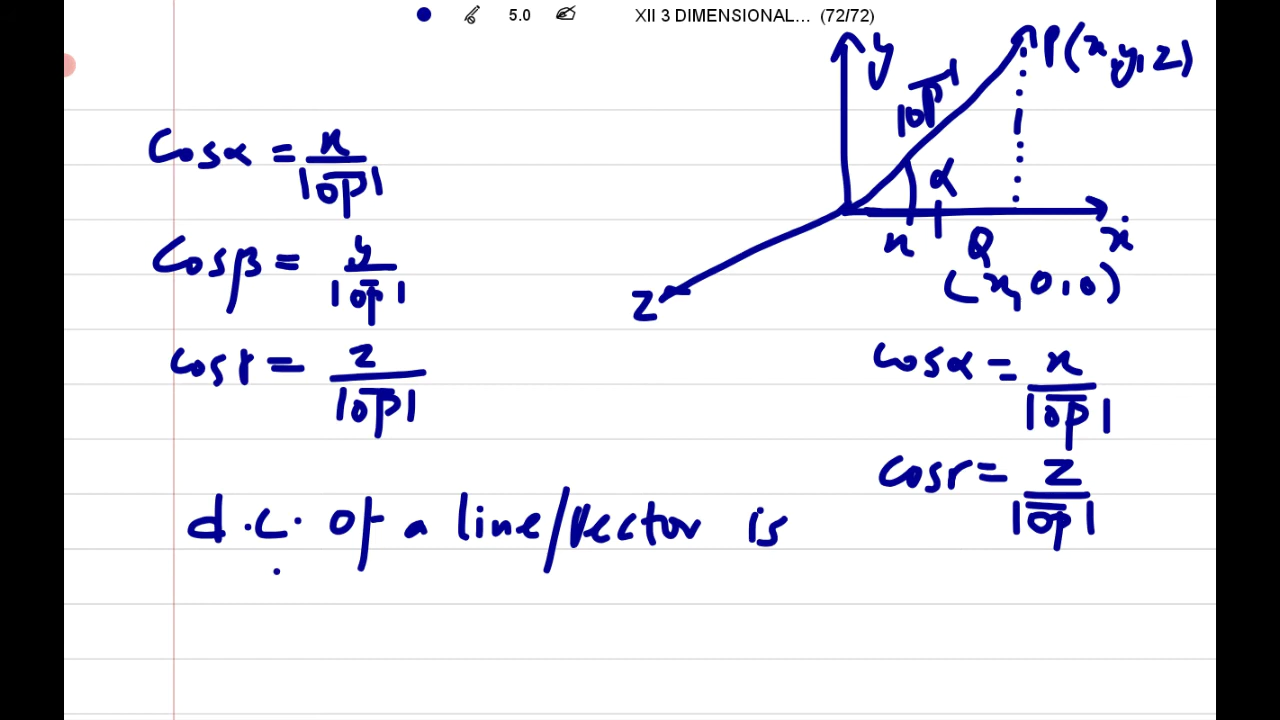 5.0 XII 3 DIMENSIONAL... (72/72)
y
P(x,y,z)
|OP|
α
x
x
Q
(x,0,0)
Z
Cosα = x/|OP|
Cosβ = y/|OP|
Cosγ = z/|OP|
Cosα = x/|OP|
Cosγ = z/|OP|
d.c. of a line/vector is